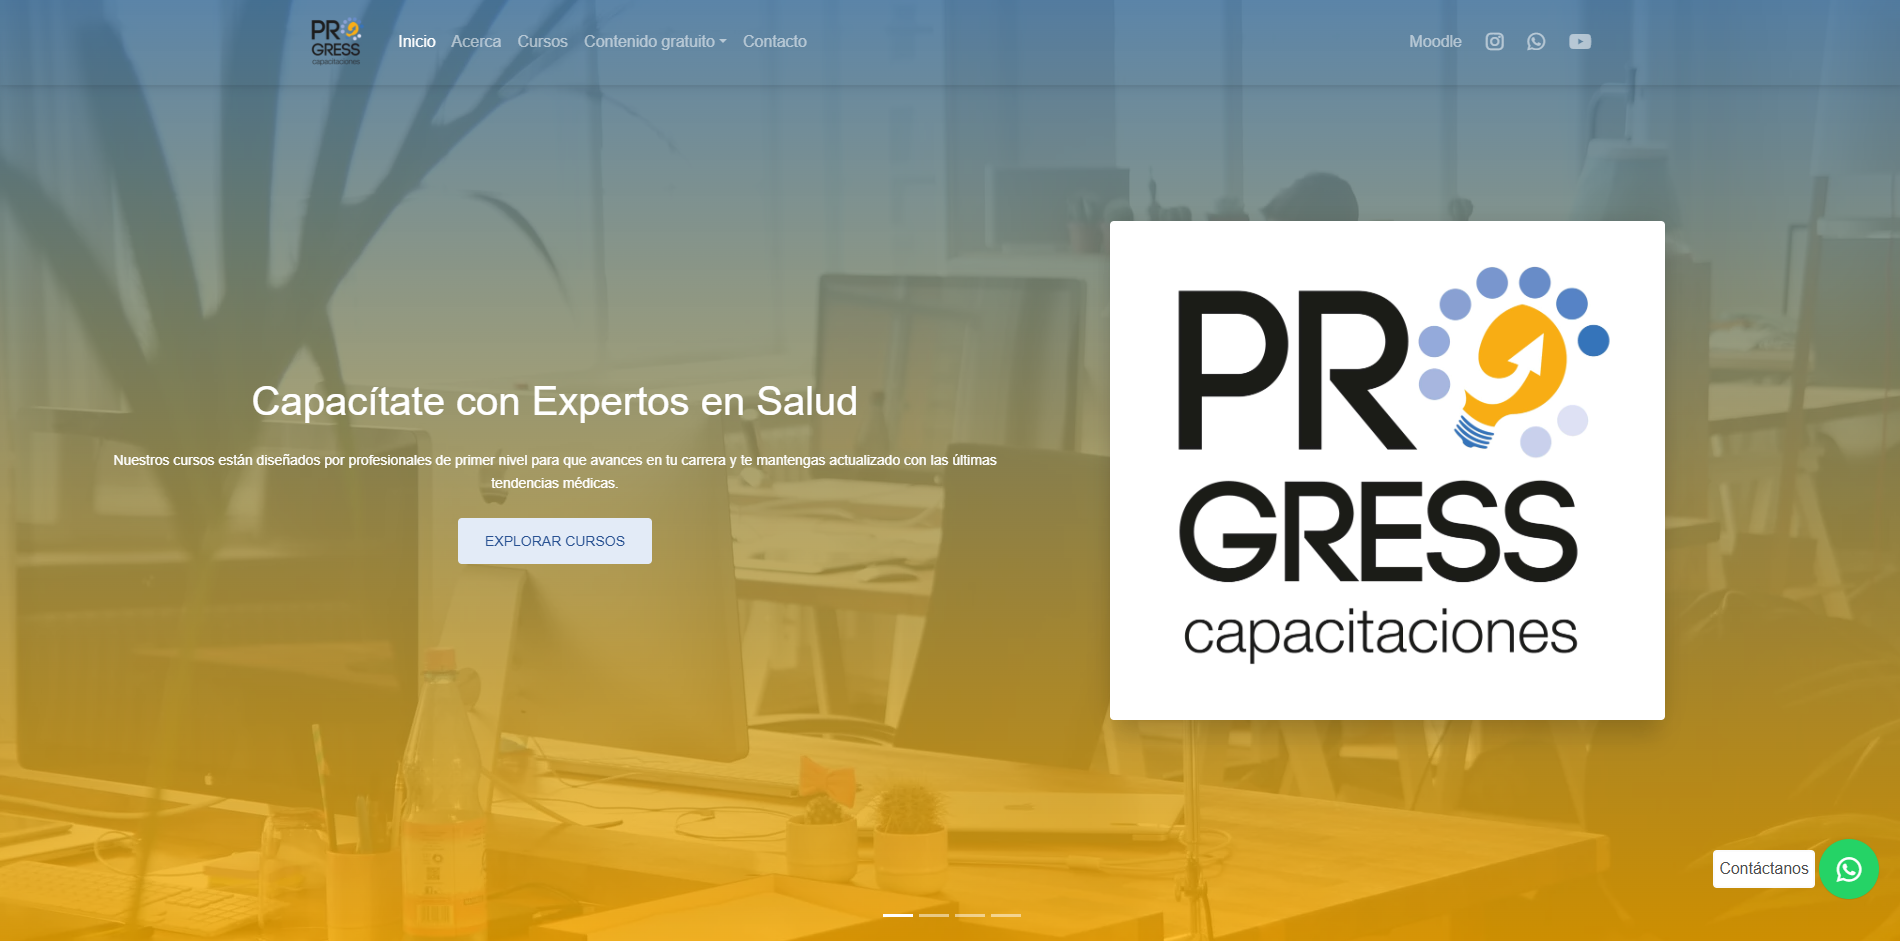 PR
GRESS
capacitaciones
Inicio
Acerca
Cursos
Contenido gratuito
Contacto
Moodle
Capacítate con Expertos en Salud
Nuestros cursos están diseñados por profesionales de primer nivel para que avances en tu carrera y te mantengas actualizado con las últimas
tendencias médicas.
EXPLORAR CURSOS
PR
GRESS
capacitaciones
Contáctanos